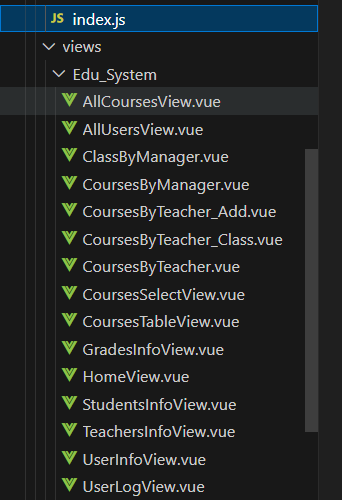 JS index.js
views
Edu_System
AllCoursesView.vue
AllUsersView.vue
ClassByManager.vue
CoursesByManager.vue
CoursesByTeacher_Add.vue
CoursesByTeacher_Class.vue
CoursesByTeacher.vue
CoursesSelectView.vue
CoursesTableView.vue
GradesInfoView.vue
HomeView.vue
StudentsInfoView.vue
TeachersInfoView.vue
UserInfoView.vue
UserLogView.vue